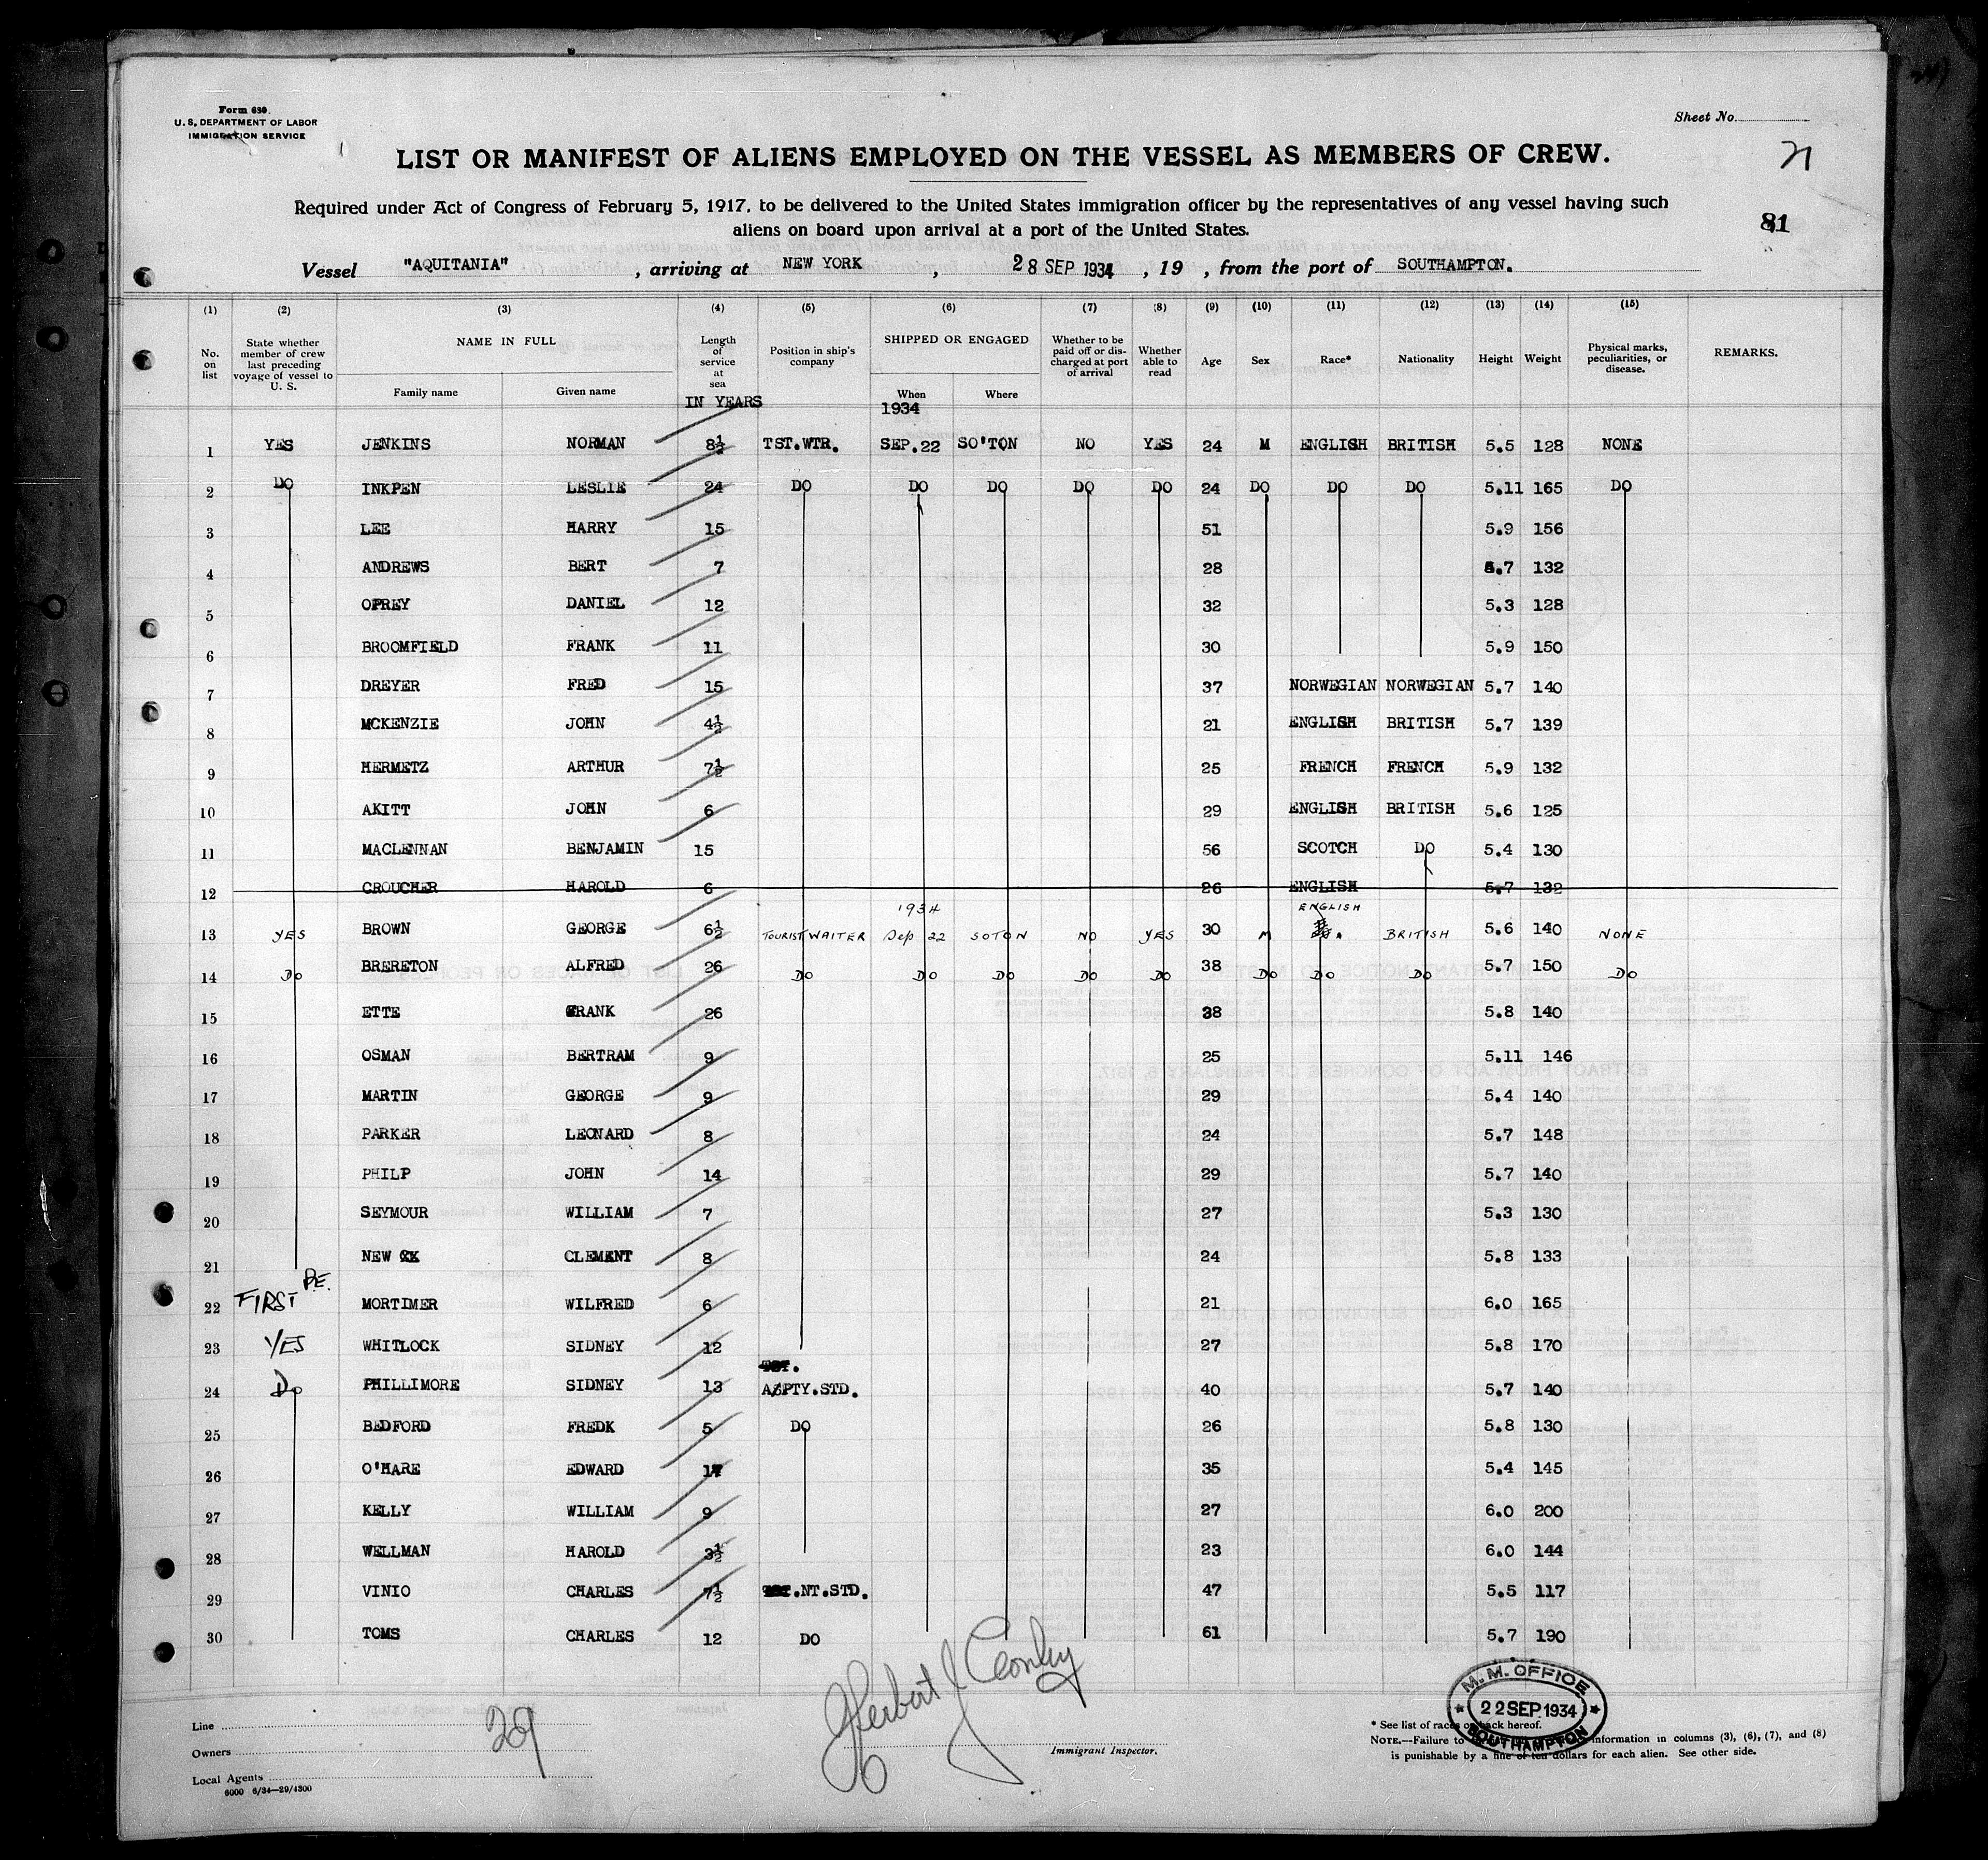 Form 630.
U. S. DEPARTMENT OF LABOR
IMMIGRATION SERVICE
Sheet No.
LIST OR MANIFEST OF ALIENS EMPLOYED ON THE VESSEL AS MEMBERS OF CREW.
21
Required under Act of Congress of February 5, 1917, to be delivered to the United States immigration officer by the representatives of any vessel having such
aliens on board upon arrival at a port of the United States.
81
Vessel "AQUITANIA" , arriving at NEW YORK , 28 SEP 1934 , 19 , from the port of SOUTHAMPTON.
(1) (2) (3) (4) (5) (6) (7) (8) (9) (10) (11) (12) (13) (14) (15)
No. on list State whether member of crew last preceding voyage of vessel to U. S. NAME IN FULL Family name Given name Length of service at sea IN YEARS Position in ship's company SHIPPED OR ENGAGED When 1934 Where Whether to be paid off or discharged at port of arrival Whether able to read Age Sex Race* Nationality Height Weight Physical marks, peculiarities, or disease. REMARKS.
1 YES JENKINS NORMAN 8½ TST.WTR. SEP.22 SO'TON NO YES 24 M ENGLISH BRITISH 5.5 128 NONE
2 DO INKPEN LESLIE 24 DO DO DO DO DO 24 DO DO DO 5.11 165 DO
3 LEE HARRY 15 51 5.9 156
4 ANDREWS BERT 7 28 5.7 132
5 OPREY DANIEL 12 32 5.3 128
6 BROOMFIELD FRANK 11 30 5.9 150
7 DREYER FRED 15 37 NORWEGIAN NORWEGIAN 5.7 140
8 MCKENZIE JOHN 4½ 21 ENGLISH BRITISH 5.7 139
9 HERMETZ ARTHUR 7½ 25 FRENCH FRENCH 5.9 132
10 AKITT JOHN 6 29 ENGLISH BRITISH 5.6 125
11 MACLENNAN BENJAMIN 15 56 SCOTCH DO 5.4 130
12 CROUCHER HAROLD 6 26 ENGLISH 5.7 132
1934 ENGLISH
13 YES BROWN GEORGE 6½ TOURIST WAITER Sep 22 SOTON NO YES 30 M BRITISH 5.6 140 NONE
14 DO BRERETON ALFRED 26 DO DO DO DO DO 38 DO DO DO 5.7 150 DO
15 ETTE FRANK 26 38 5.8 140
16 OSMAN BERTRAM 9 25 5.11 146
17 MARTIN GEORGE 9 29 5.4 140
18 PARKER LEONARD 8 24 5.7 148
19 PHILP JOHN 14 29 5.7 140
20 SEYMOUR WILLIAM 7 27 5.3 130
21 NEW CLEMENT 8 24 5.8 133
22 FIRST RE. MORTIMER WILFRED 6 21 6.0 165
23 YES WHITLOCK SIDNEY 12 27 5.8 170
TST.
24 Do PHILLIMORE SIDNEY 13 A/SPTY.STD. 40 5.7 140
25 BEDFORD FREDK 5 DO 26 5.8 130
26 O'HARE EDWARD 17 35 5.4 145
27 KELLY WILLIAM 9 27 6.0 200
28 WELLMAN HAROLD 3½ 23 6.0 144
29 VINIO CHARLES 7½ TST.NT.STD. 47 5.5 117
30 TOMS CHARLES 12 DO 61 5.7 190
Line
Owners
Local Agents
6000 6/34—29/4300
29
Herbert J Conley
Immigrant Inspector.
M. M. OFFICE
22 SEP 1934
SOUTHAMPTON
* See list of races on back hereof.
NOTE.—Failure to information in columns (3), (6), (7), and (8)
is punishable by a fine of ten dollars for each alien. See other side.